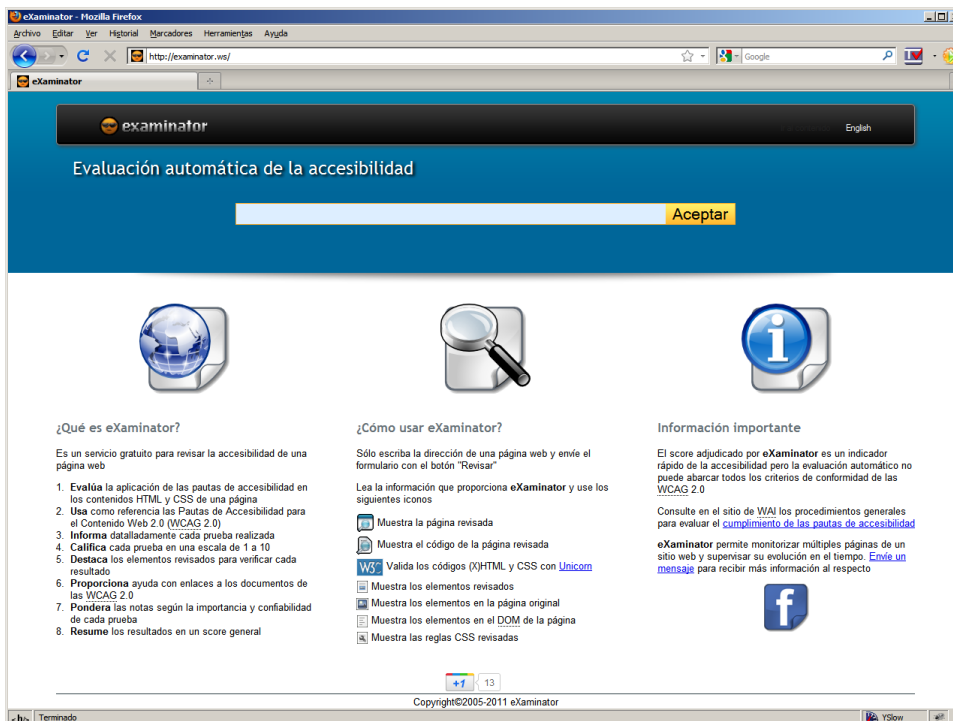 eXaminator - Mozilla Firefox
Archivo Editar Ver Historial Marcadores Herramientas Ayuda
http://examinator.ws/
Google
eXaminator
examinator
English
Evaluación automática de la accesibilidad
Aceptar
¿Qué es eXaminator?
Es un servicio gratuito para revisar la accesibilidad de una
página web
1. Evalúa la aplicación de las pautas de accesibilidad en
los contenidos HTML y CSS de una página
2. Usa como referencia las Pautas de Accesibilidad para
el Contenido Web 2.0 (WCAG 2.0)
3. Informa datalladamente cada prueba realizada
4. Califica cada prueba en una escala de 1 a 10
5. Destaca los elementos revisados para verificar cada
resultado
6. Proporciona ayuda con enlaces a los documentos de
las WCAG 2.0
7. Pondera las notas según la importancia y confiabilidad
de cada prueba
8. Resume los resultados en un score general
¿Cómo usar eXaminator?
Sólo escriba la dirección de una página web y envíe el
formulario con el botón "Revisar"
Lea la información que proporciona eXaminator y use los
siguientes iconos
Muestra la página revisada
Muestra el código de la página revisada
W3C Valida los códigos (X)HTML y CSS con Unicorn
Muestra los elementos revisados
Muestra los elementos en la página original
Muestra los elementos en el DOM de la página
Muestra las reglas CSS revisadas
Información importante
El score adjudicado por eXaminator es un indicador
rápido de la accesibilidad pero la evaluación automático no
puede abarcar todos los criterios de conformidad de las
WCAG 2.0
Consulte en el sitio de WAI los procedimientos generales
para evaluar el cumplimiento de las pautas de accesibilidad
eXaminator permite monitorizar múltiples páginas de un
sitio web y supervisar su evolución en el tiempo. Envíe un
mensaje para recibir más información al respecto
f
+1 13
Copyright©2005-2011 eXaminator
<h/> Terminado YSlow